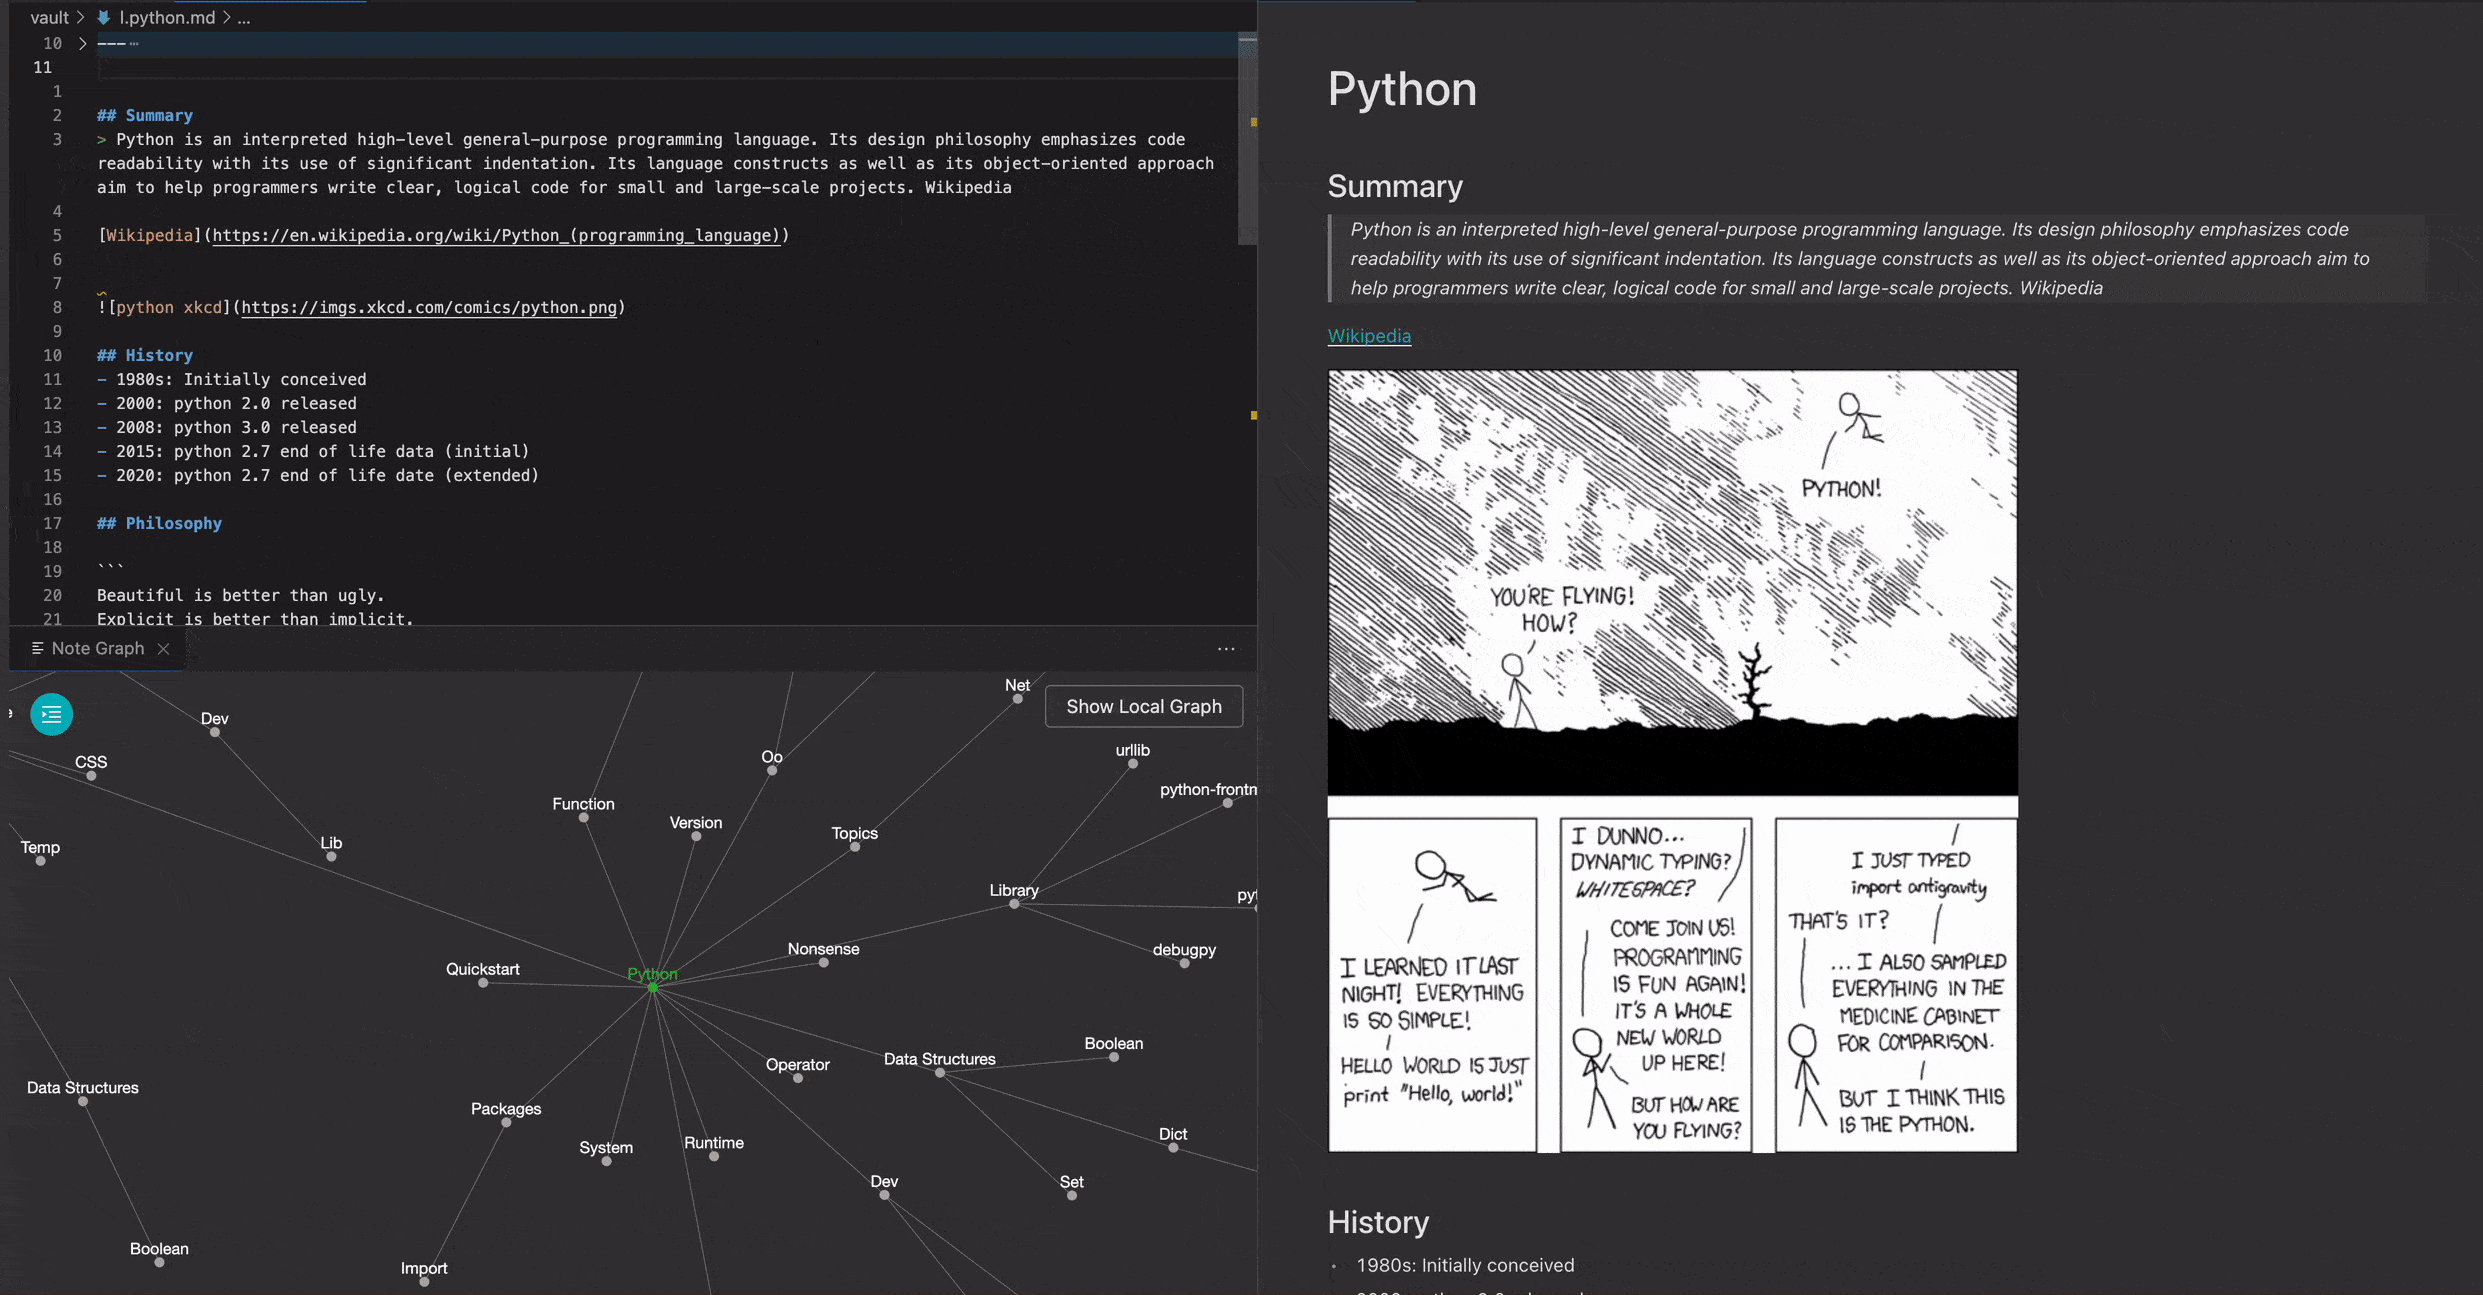 vault > l.python.md > ...
10 > ---…
11
1
2 ## Summary
3 > Python is an interpreted high-level general-purpose programming language. Its design philosophy emphasizes code
readability with its use of significant indentation. Its language constructs as well as its object-oriented approach
aim to help programmers write clear, logical code for small and large-scale projects. Wikipedia
4
5 [Wikipedia](https://en.wikipedia.org/wiki/Python_(programming_language))
6
7
8 ![python xkcd](https://imgs.xkcd.com/comics/python.png)
9
10 ## History
11 - 1980s: Initially conceived
12 - 2000: python 2.0 released
13 - 2008: python 3.0 released
14 - 2015: python 2.7 end of life data (initial)
15 - 2020: python 2.7 end of life date (extended)
16
17 ## Philosophy
18
19 ```
20 Beautiful is better than ugly.
21 Explicit is better than implicit.
Note Graph
Show Local Graph
Net
Dev
urllib
Oo
CSS
python-frontm
Function
Version
Topics
Lib
Temp
Library
pyt
Nonsense
debugpy
Quickstart
Python
Boolean
Data Structures
Operator
Data Structures
Packages
Dict
Runtime
System
Dev
Set
Boolean
Import
Python
Summary
Python is an interpreted high-level general-purpose programming language. Its design philosophy emphasizes code
readability with its use of significant indentation. Its language constructs as well as its object-oriented approach aim to
help programmers write clear, logical code for small and large-scale projects. Wikipedia
Wikipedia
PYTHON!
YOU'RE FLYING!
HOW?
I LEARNED IT LAST
NIGHT! EVERYTHING
IS SO SIMPLE!
HELLO WORLD IS JUST
print "Hello, world!"
I DUNNO...
DYNAMIC TYPING?
WHITESPACE?
COME JOIN US!
PROGRAMMING
IS FUN AGAIN!
IT'S A WHOLE
NEW WORLD
UP HERE!
BUT HOW ARE
YOU FLYING?
I JUST TYPED
import antigravity
THAT'S IT?
... I ALSO SAMPLED
EVERYTHING IN THE
MEDICINE CABINET
FOR COMPARISON.
BUT I THINK THIS
IS THE PYTHON.
History
• 1980s: Initially conceived